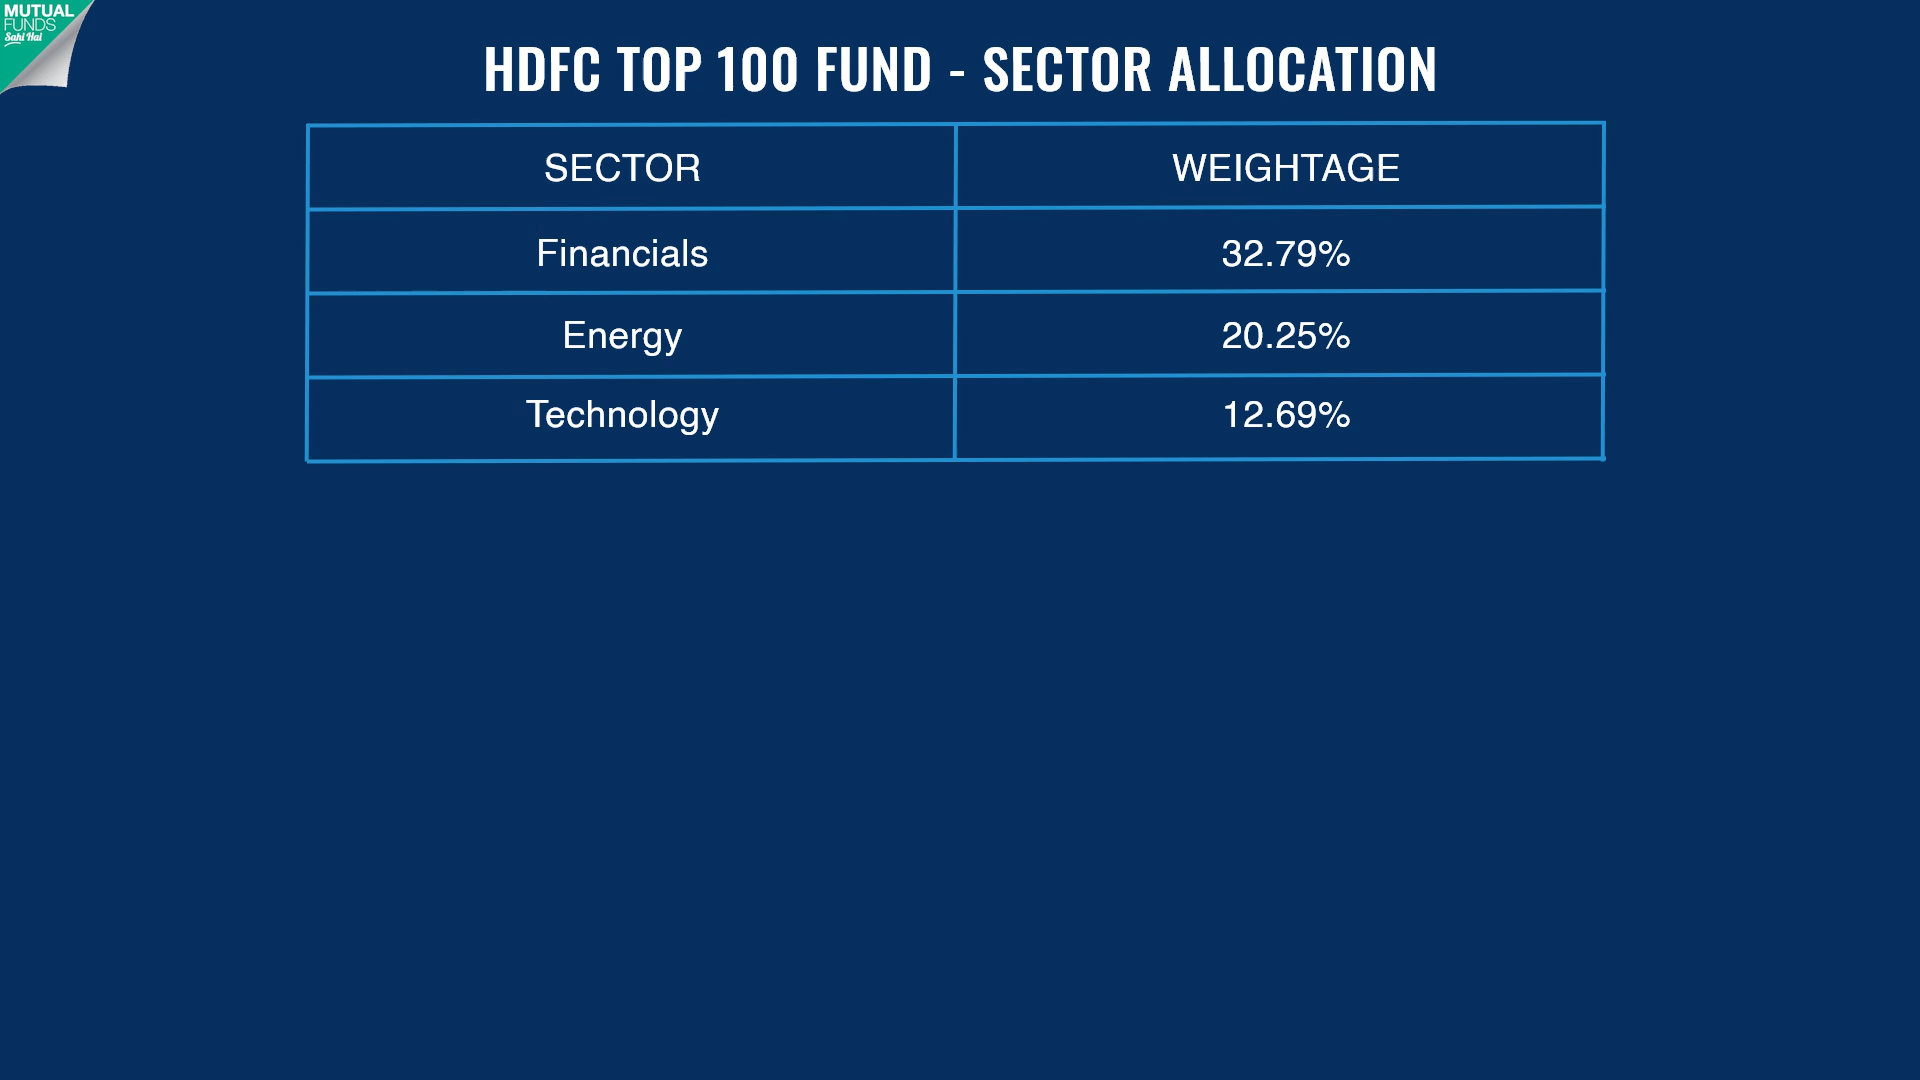 MUTUAL
FUNDS
Sahi Hai
HDFC TOP 100 FUND - SECTOR ALLOCATION
SECTOR WEIGHTAGE
Financials 32.79%
Energy 20.25%
Technology 12.69%